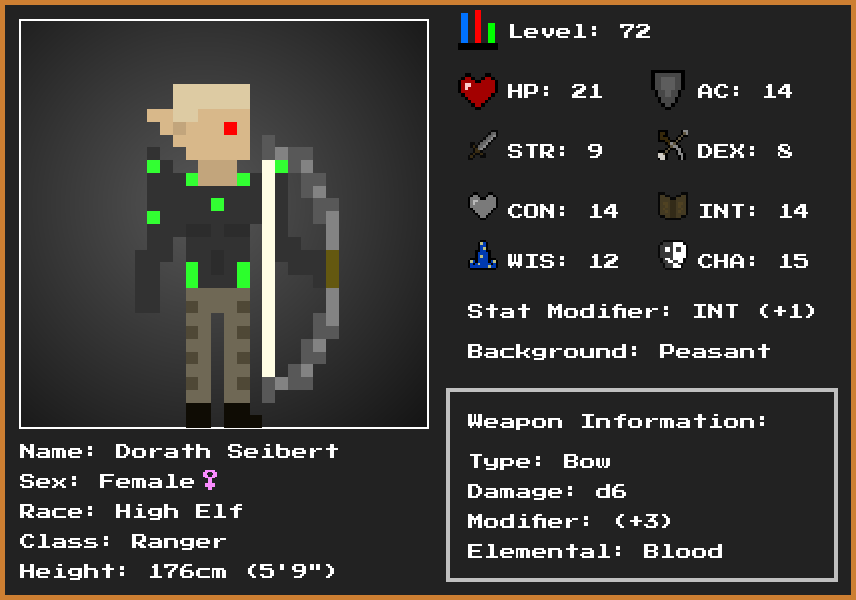 Level: 72
HP: 21 AC: 14
STR: 9 DEX: 8
CON: 14 INT: 14
WIS: 12 CHA: 15
Stat Modifier: INT (+1)
Background: Peasant
Weapon Information:
Type: Bow
Damage: d6
Modifier: (+3)
Elemental: Blood
Name: Dorath Seibert
Sex: Female♀
Race: High Elf
Class: Ranger
Height: 176cm (5'9")